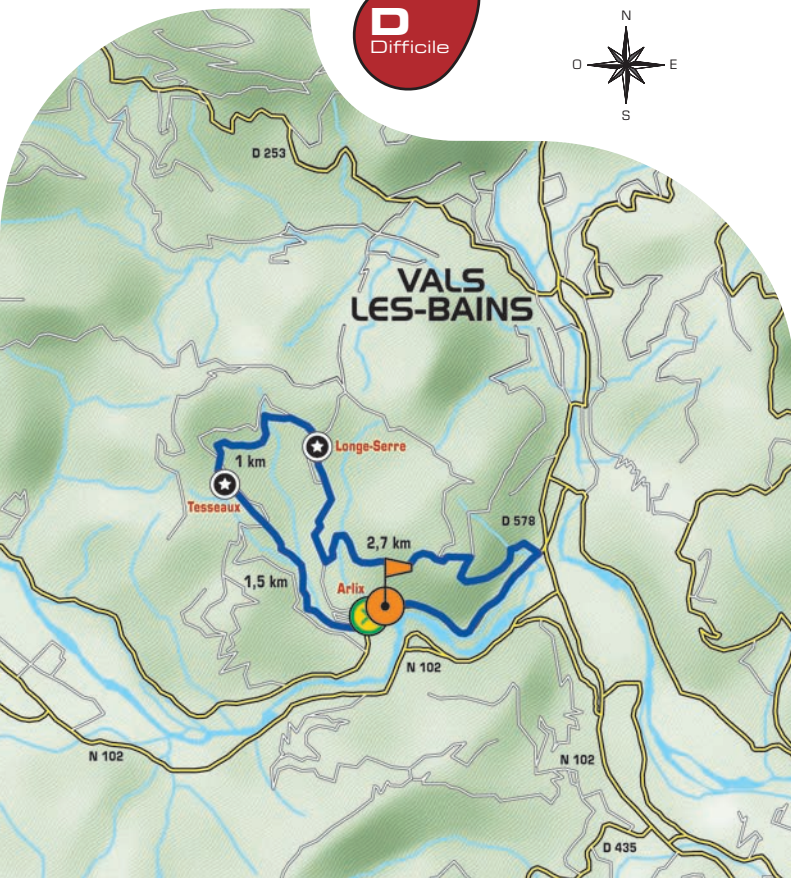 D
Difficile
N
O
E
S
D 253
VALS
LES-BAINS
Longe-Serre
1 km
Tesseaux
D 578
2,7 km
1,5 km
Arlix
N 102
N 102
N 102
D 435